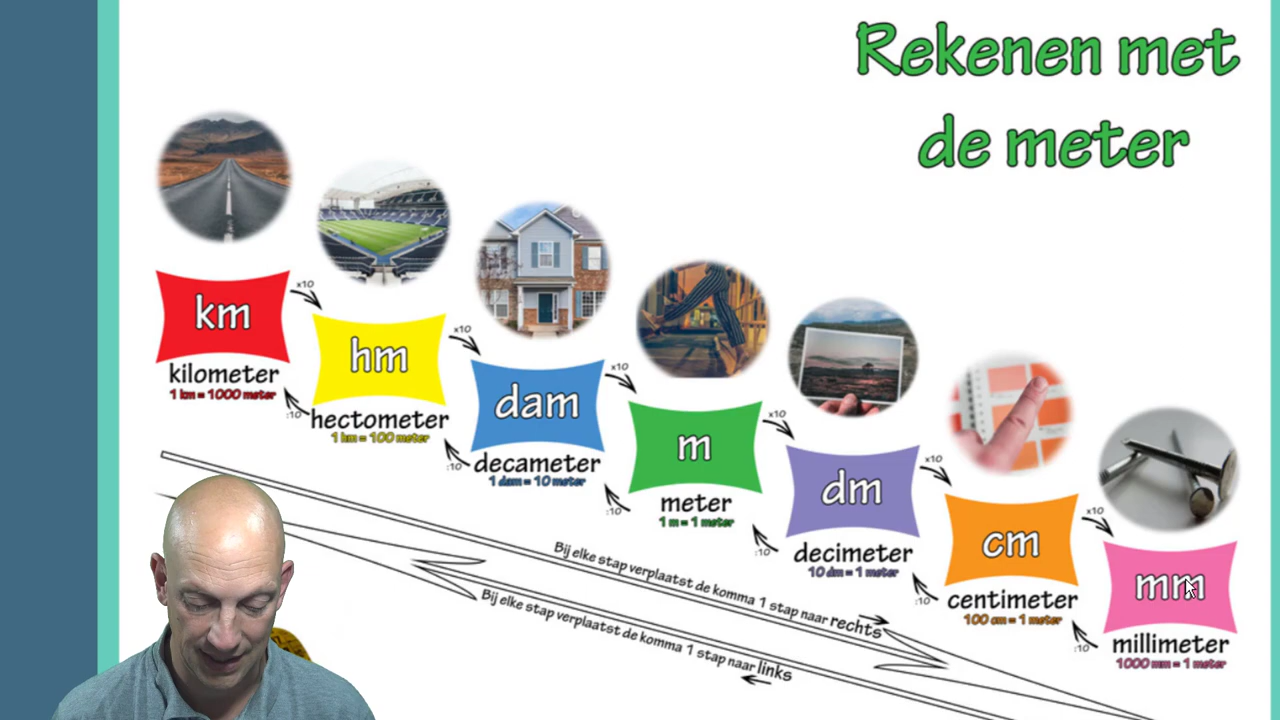 Rekenen met
de meter
km
kilometer
1 km = 1000 meter
x10
:10
hm
hectometer
1 hm = 100 meter
x10
:10
dam
decameter
1 dam = 10 meter
x10
:10
m
meter
1 m = 1 meter
x10
:10
dm
decimeter
10 dm = 1 meter
x10
:10
cm
centimeter
100 cm = 1 meter
x10
:10
mm
millimeter
1000 mm = 1 meter
Bij elke stap verplaatst de komma 1 stap naar rechts
Bij elke stap verplaatst de komma 1 stap naar links